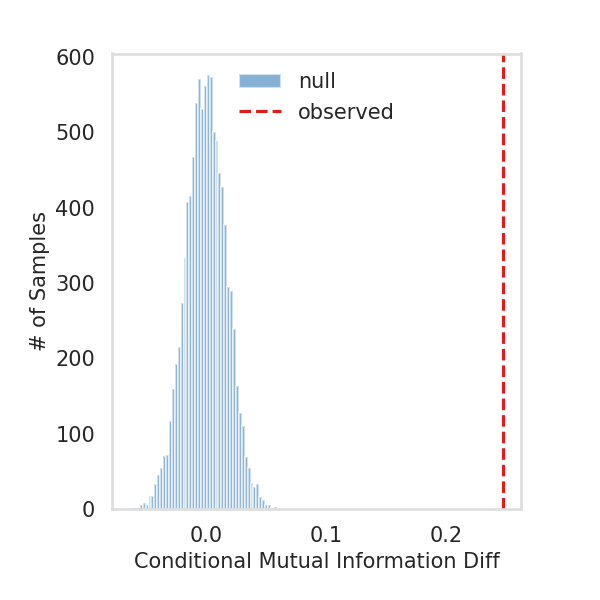 600
500
400
300
200
100
0
# of Samples
null
observed
0.0 0.1 0.2
Conditional Mutual Information Diff